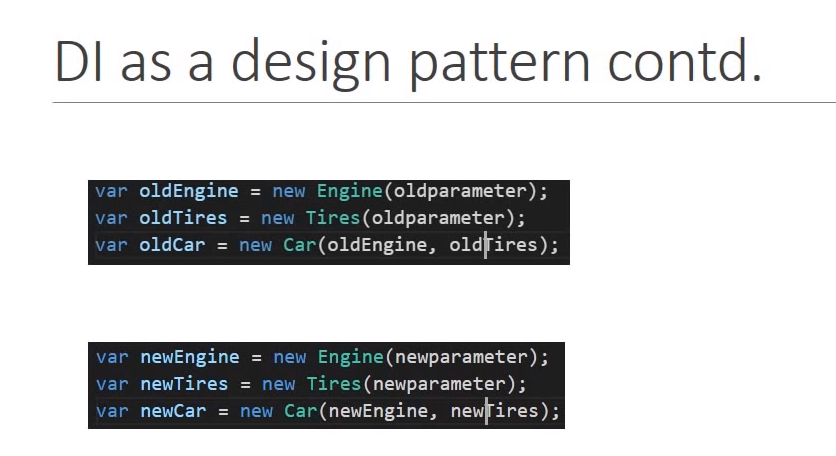 DI as a design pattern contd.
var oldEngine = new Engine(oldparameter);
var oldTires = new Tires(oldparameter);
var oldCar = new Car(oldEngine, oldTires);
var newEngine = new Engine(newparameter);
var newTires = new Tires(newparameter);
var newCar = new Car(newEngine, newTires);